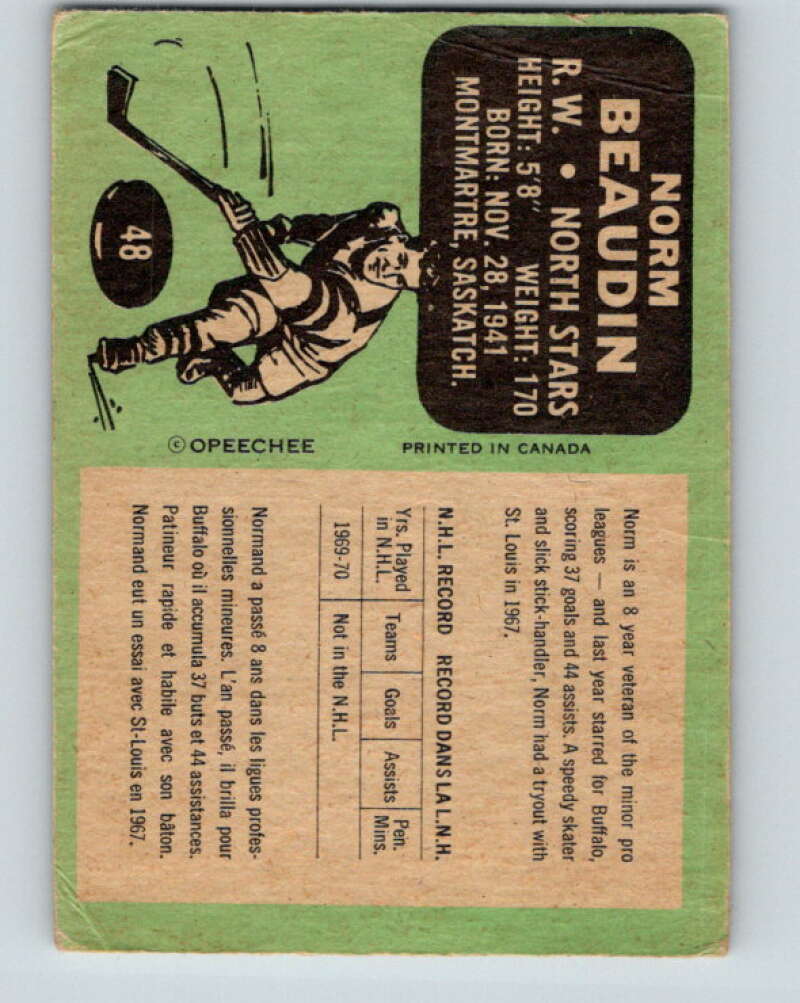 NORM
BEAUDIN
R. W. • NORTH STARS
HEIGHT: 5'8" WEIGHT: 170
BORN: NOV. 28, 1941
MONTMARTRE, SASKATCH.
48
© OPEECHEE
PRINTED IN CANADA
Norm is an 8 year veteran of the minor pro
leagues — and last year starred for Buffalo,
scoring 37 goals and 44 assists. A speedy skater
and slick stick-handler, Norm had a tryout with
St. Louis in 1967.
N.H.L. RECORD RECORD DANS LA L.N.H.
Yrs. Played
in N.H.L. Teams Goals Assists Pen.
Mins.
1969-70 Not in the N.H.L.
Normand a passé 8 ans dans les ligues profes-
sionnelles mineures. L'an passé, il brilla pour
Buffalo où il accumula 37 buts et 44 assistances.
Patineur rapide et habile avec son bâton.
Normand eut un essai avec St-Louis en 1967.